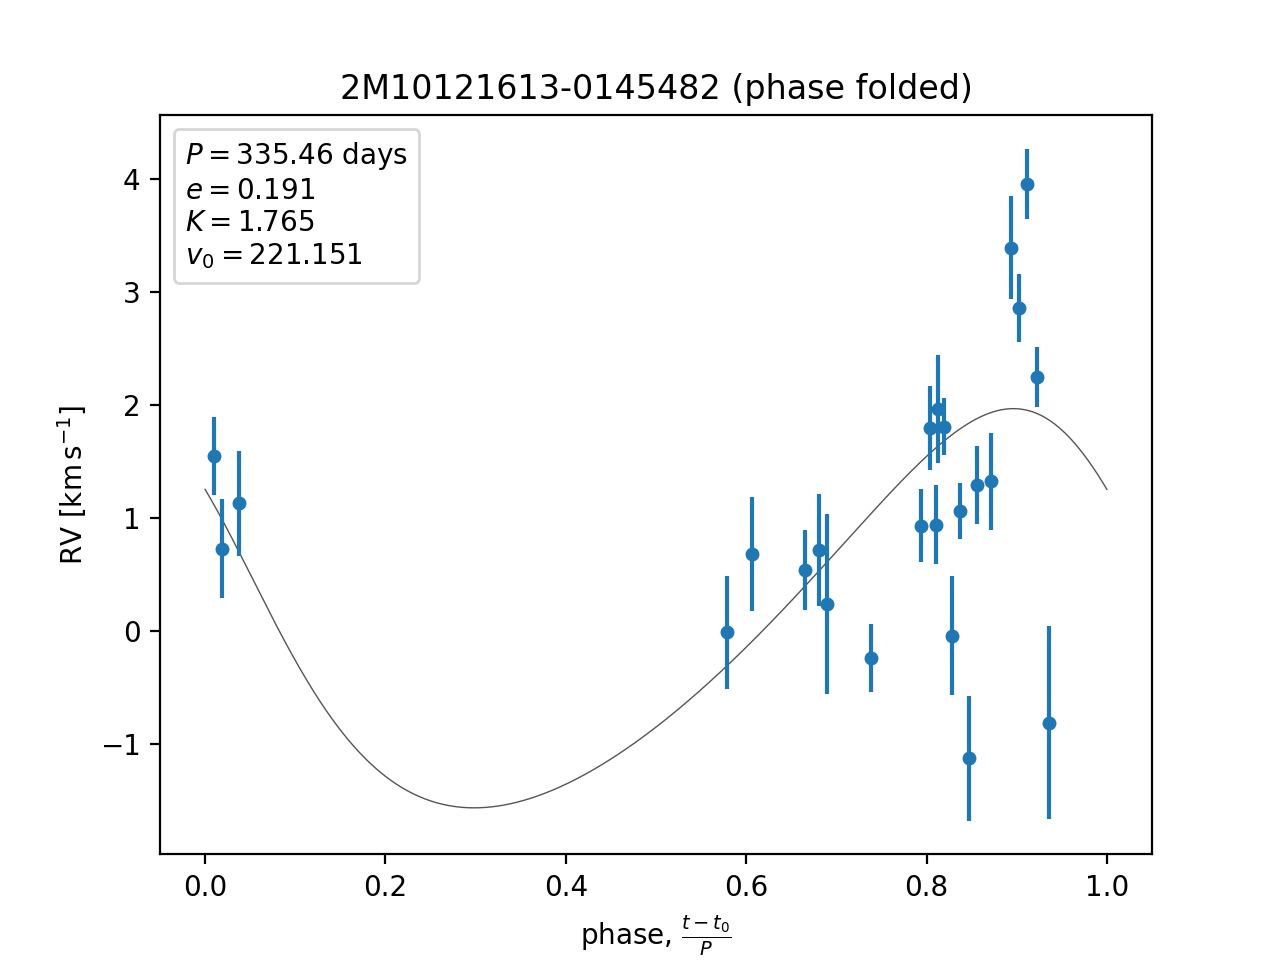 2M10121613-0145482 (phase folded)
P = 335.46 days
e = 0.191
K = 1.765
v₀ = 221.151
4
3
2
1
0
−1
RV [km s⁻¹]
0.0 0.2 0.4 0.6 0.8 1.0
phase, (t − t₀)/P